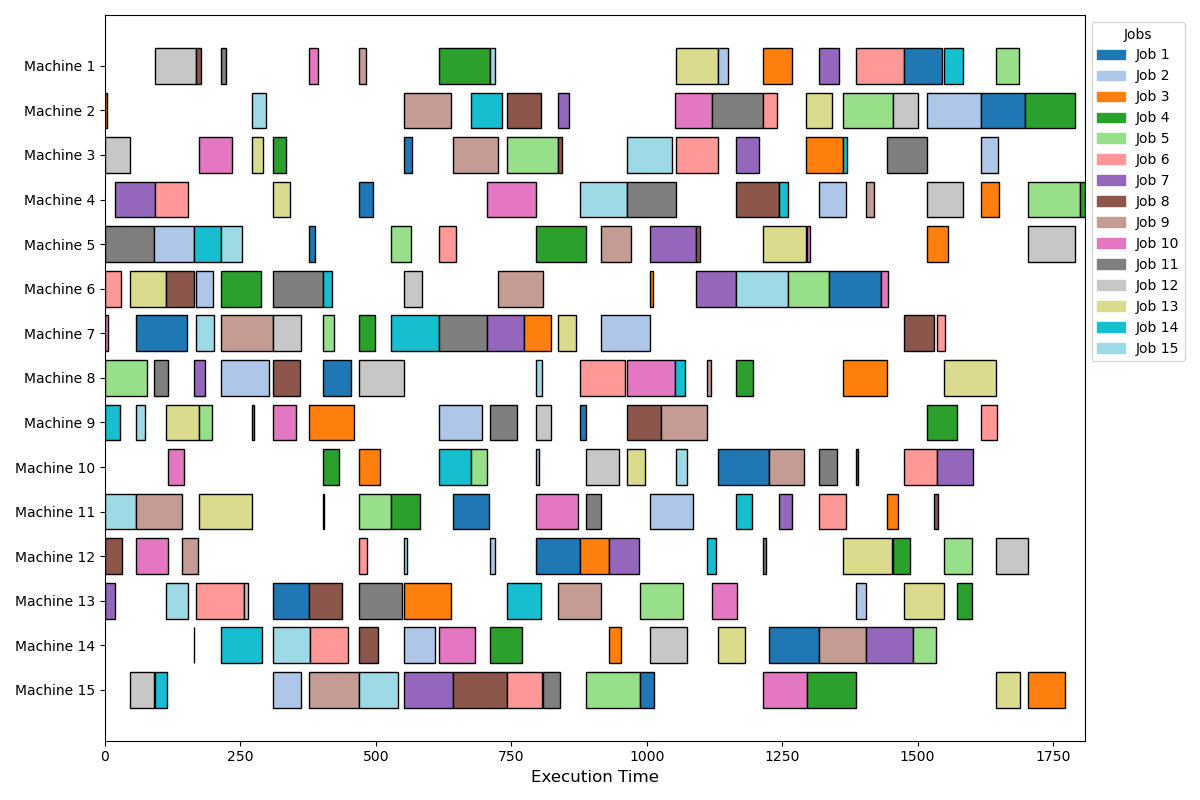 Machine 1
Machine 2
Machine 3
Machine 4
Machine 5
Machine 6
Machine 7
Machine 8
Machine 9
Machine 10
Machine 11
Machine 12
Machine 13
Machine 14
Machine 15
0 250 500 750 1000 1250 1500 1750
Execution Time
Jobs
Job 1
Job 2
Job 3
Job 4
Job 5
Job 6
Job 7
Job 8
Job 9
Job 10
Job 11
Job 12
Job 13
Job 14
Job 15